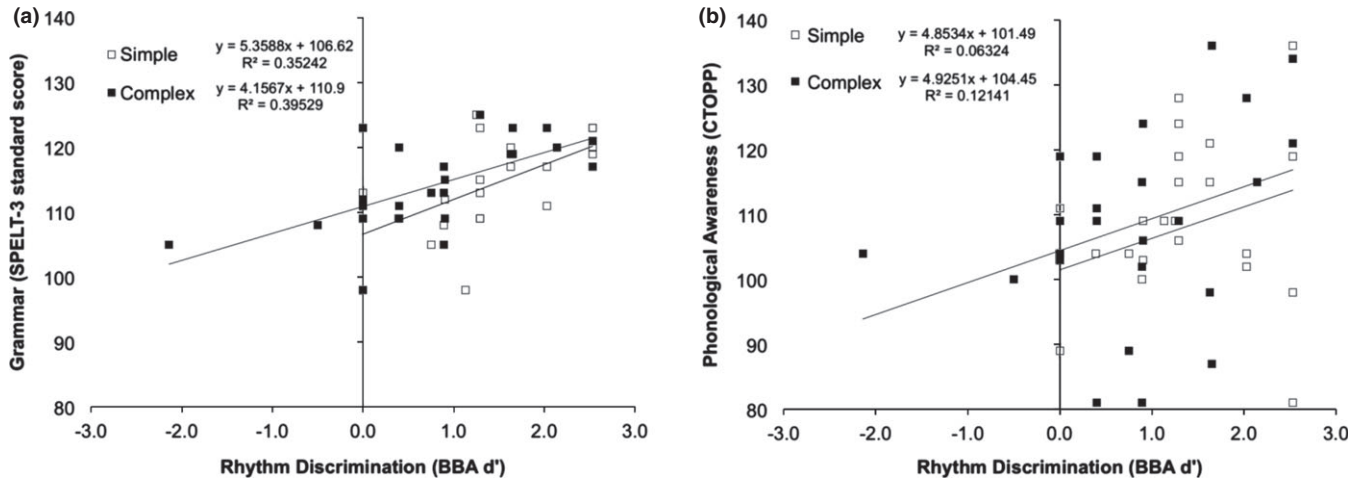 (a)
140
130
120
110
100
90
80
Grammar (SPELT-3 standard score)
□ Simple
y = 5.3588x + 106.62
R² = 0.35242
■ Complex
y = 4.1567x + 110.9
R² = 0.39529
-3.0 -2.0 -1.0 0.0 1.0 2.0 3.0
Rhythm Discrimination (BBA d')
(b)
140
130
120
110
100
90
80
Phonological Awareness (CTOPP)
□ Simple
y = 4.8534x + 101.49
R² = 0.06324
■ Complex
y = 4.9251x + 104.45
R² = 0.12141
-3.0 -2.0 -1.0 0.0 1.0 2.0 3.0
Rhythm Discrimination (BBA d')